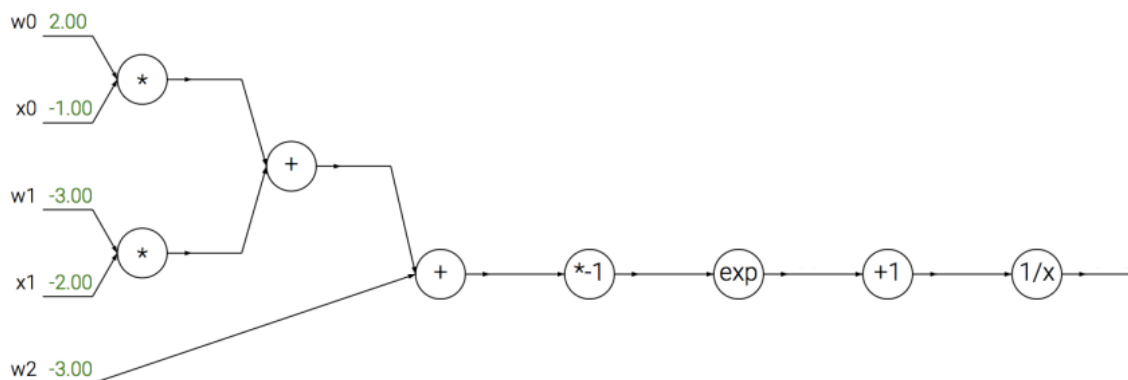 w0 2.00
*
x0 -1.00
+
w1 -3.00
*
x1 -2.00
+ *-1 exp +1 1/x
w2 -3.00